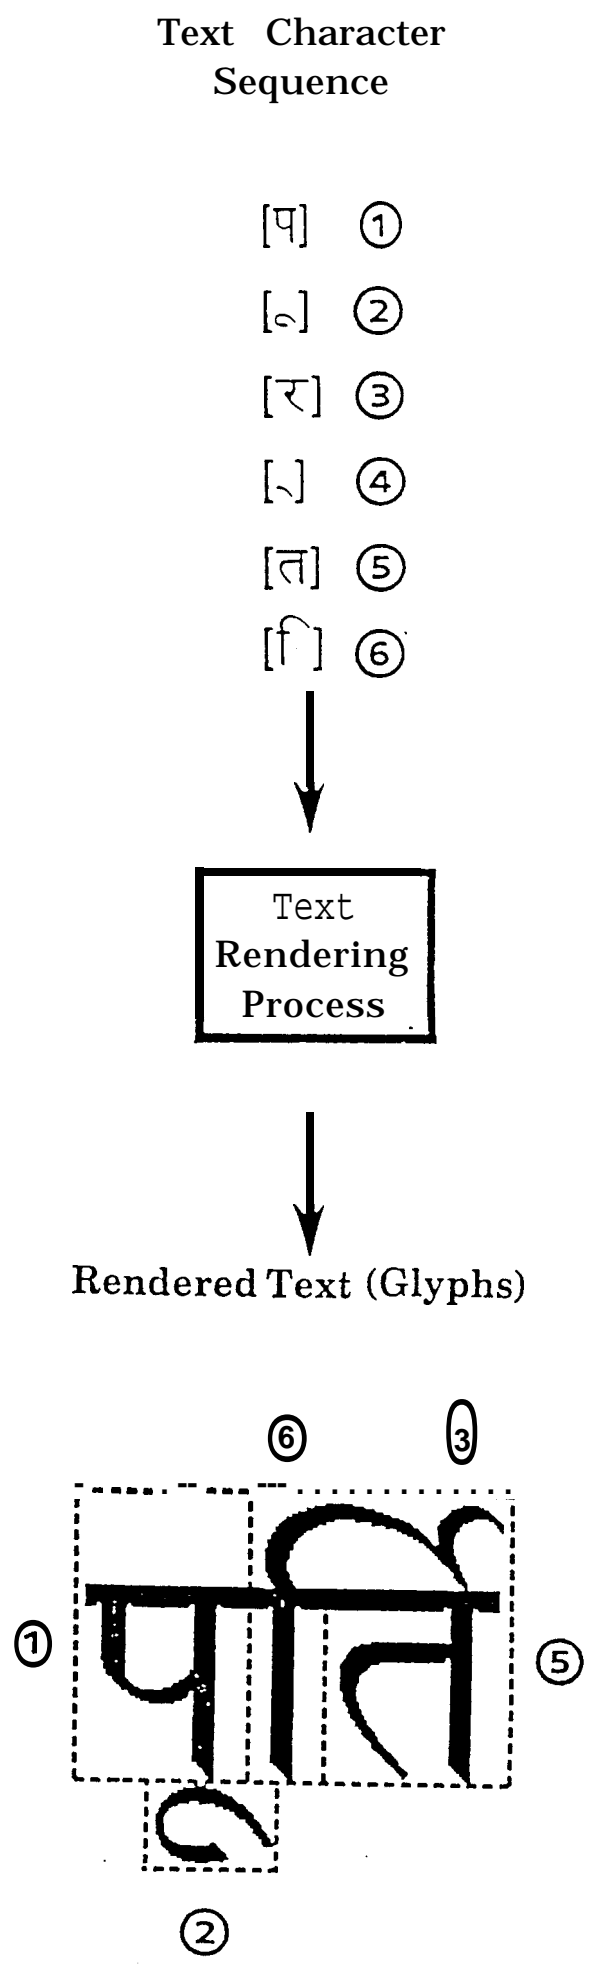 Text Character
Sequence
[प] ①
[ू] ②
[र] ③
[्] ④
[त] ⑤
[ि] ⑥
Text
Rendering
Process
Rendered Text (Glyphs)
⑥ ③
① पूर्ति ⑤
②